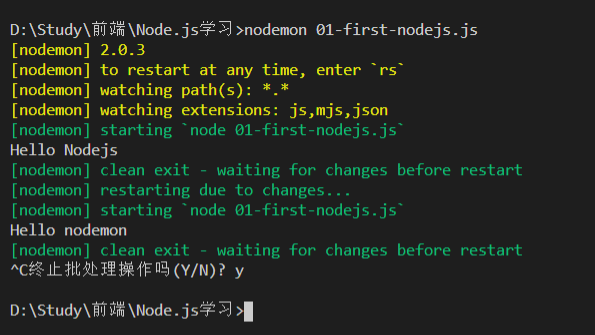 D:\Study\前端\Node.js学习>nodemon 01-first-nodejs.js
[nodemon] 2.0.3
[nodemon] to restart at any time, enter `rs`
[nodemon] watching path(s): *.*
[nodemon] watching extensions: js,mjs,json
[nodemon] starting `node 01-first-nodejs.js`
Hello Nodejs
[nodemon] clean exit - waiting for changes before restart
[nodemon] restarting due to changes...
[nodemon] starting `node 01-first-nodejs.js`
Hello nodemon
[nodemon] clean exit - waiting for changes before restart
^C终止批处理操作吗(Y/N)? y
D:\Study\前端\Node.js学习>